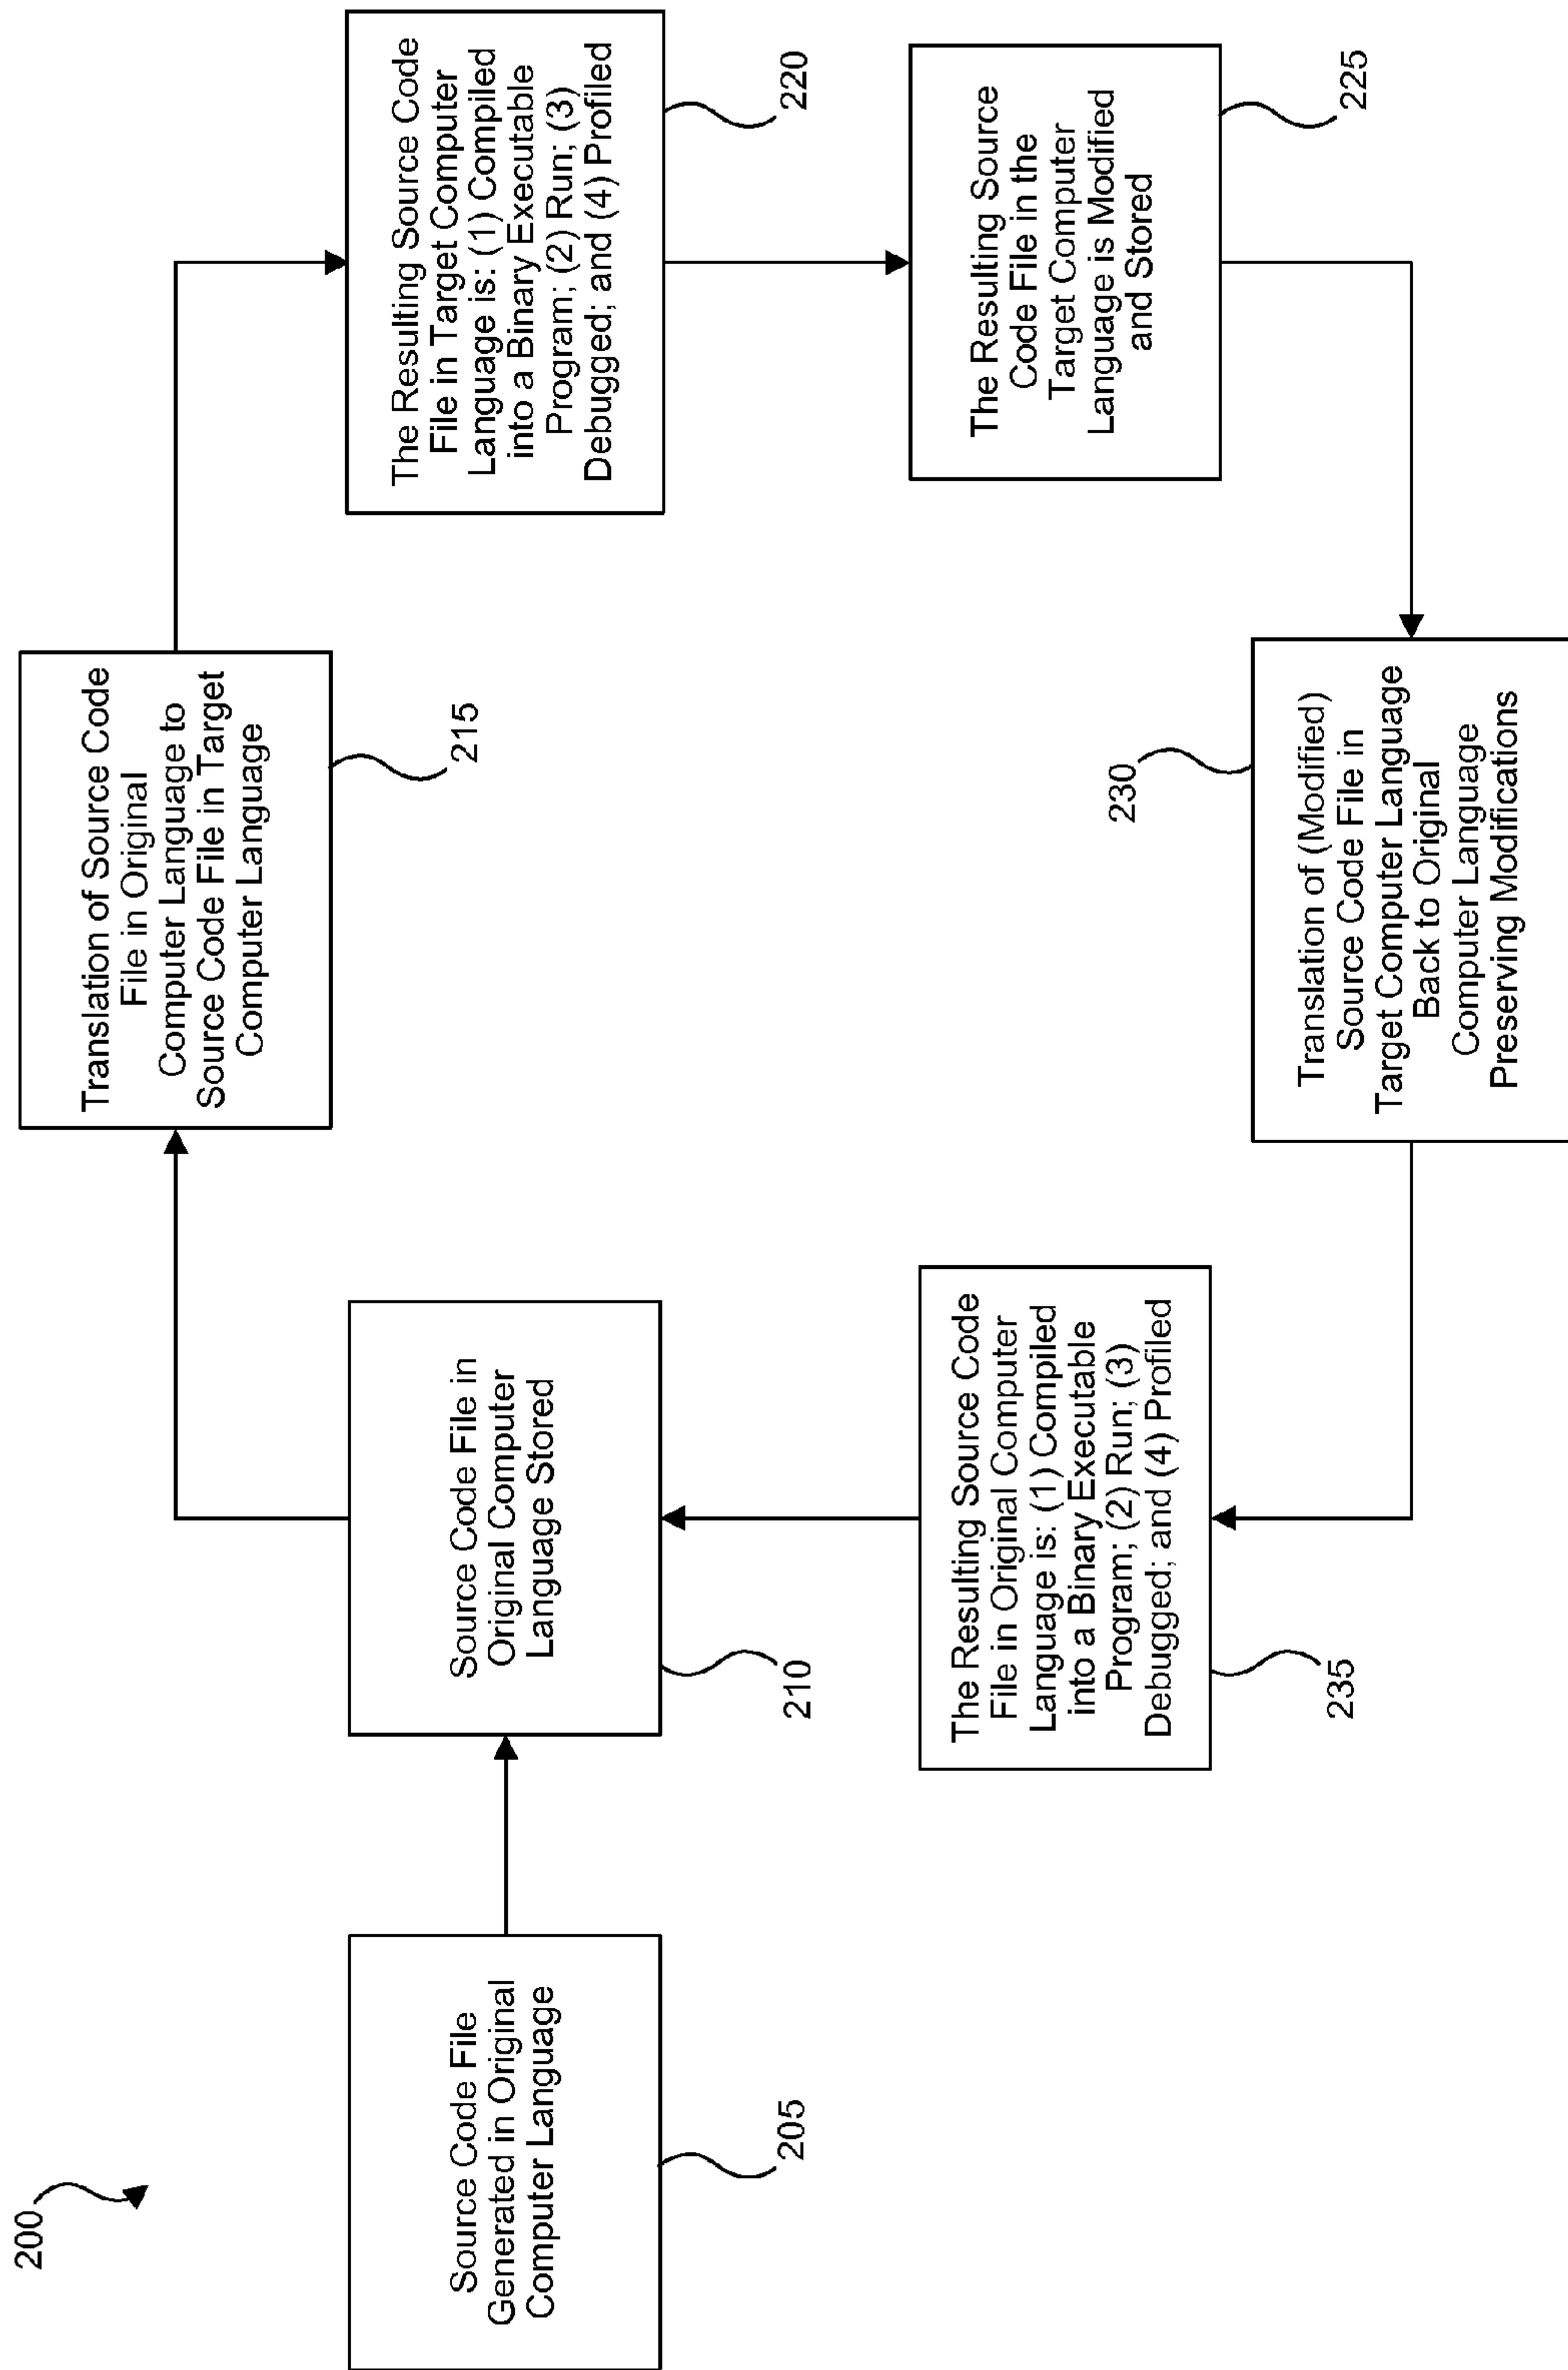 200
Source Code File
Generated in Original
Computer Language
205
Source Code File in
Original Computer
Language Stored
210
Translation of Source Code
File in Original
Computer Language to
Source Code File in Target
Computer Language
215
The Resulting Source Code
File in Target Computer
Language is: (1) Compiled
into a Binary Executable
Program; (2) Run; (3)
Debugged; and (4) Profiled
220
The Resulting Source
Code File in the
Target Computer
Language is Modified
and Stored
225
Translation of (Modified)
Source Code File in
Target Computer Language
Back to Original
Computer Language
Preserving Modifications
230
The Resulting Source Code
File in Original Computer
Language is: (1) Compiled
into a Binary Executable
Program; (2) Run; (3)
Debugged; and (4) Profiled
235